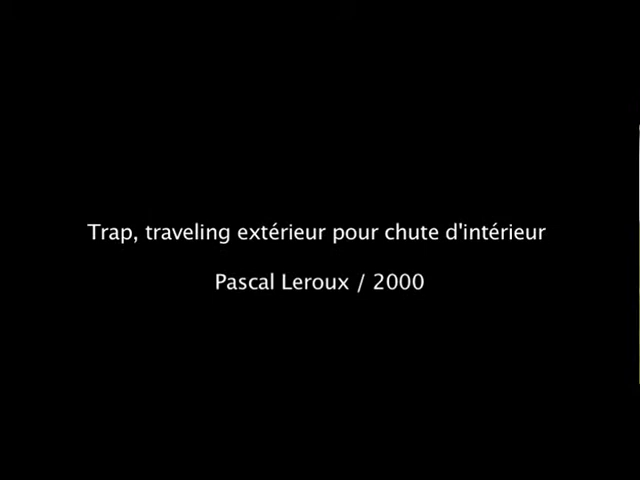 Trap, traveling extérieur pour chute d'intérieur
Pascal Leroux / 2000